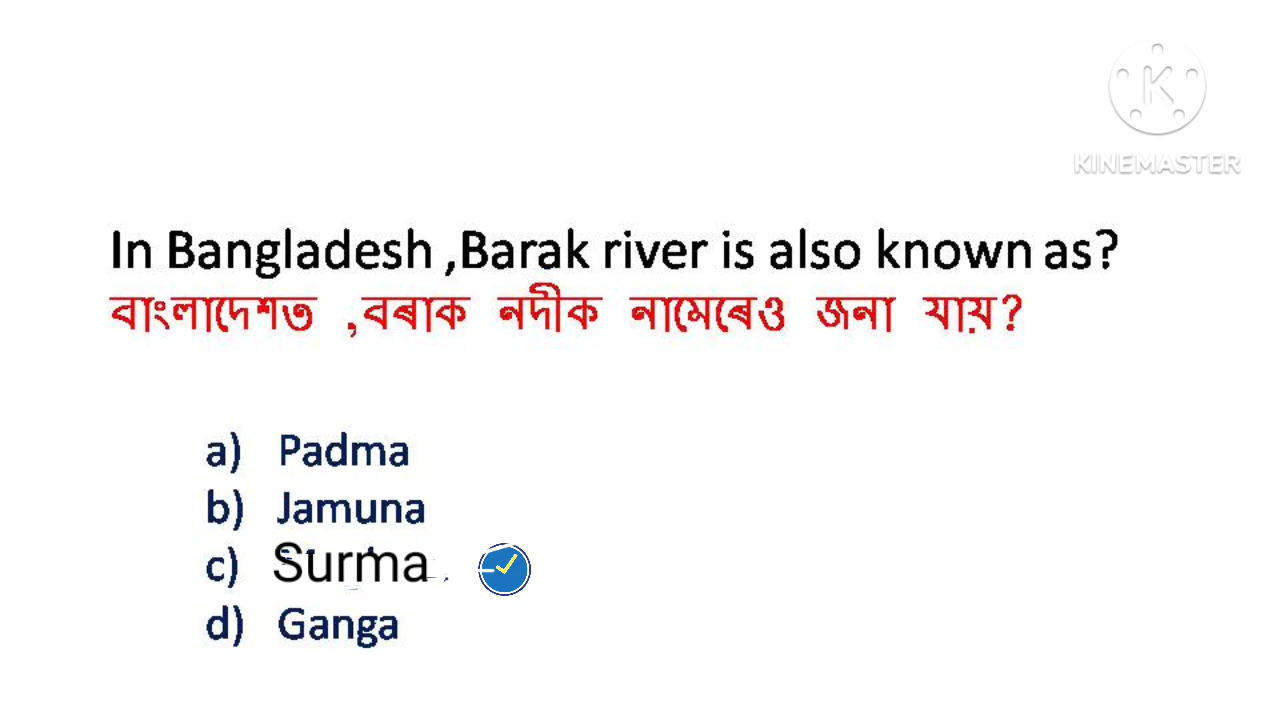 K
KINEMASTER
In Bangladesh ,Barak river is also known as?
বাংলাদেশত ,বৰাক নদীক নামেৰেও জনা যায়?
a) Padma
b) Jamuna
c) Surma
d) Ganga